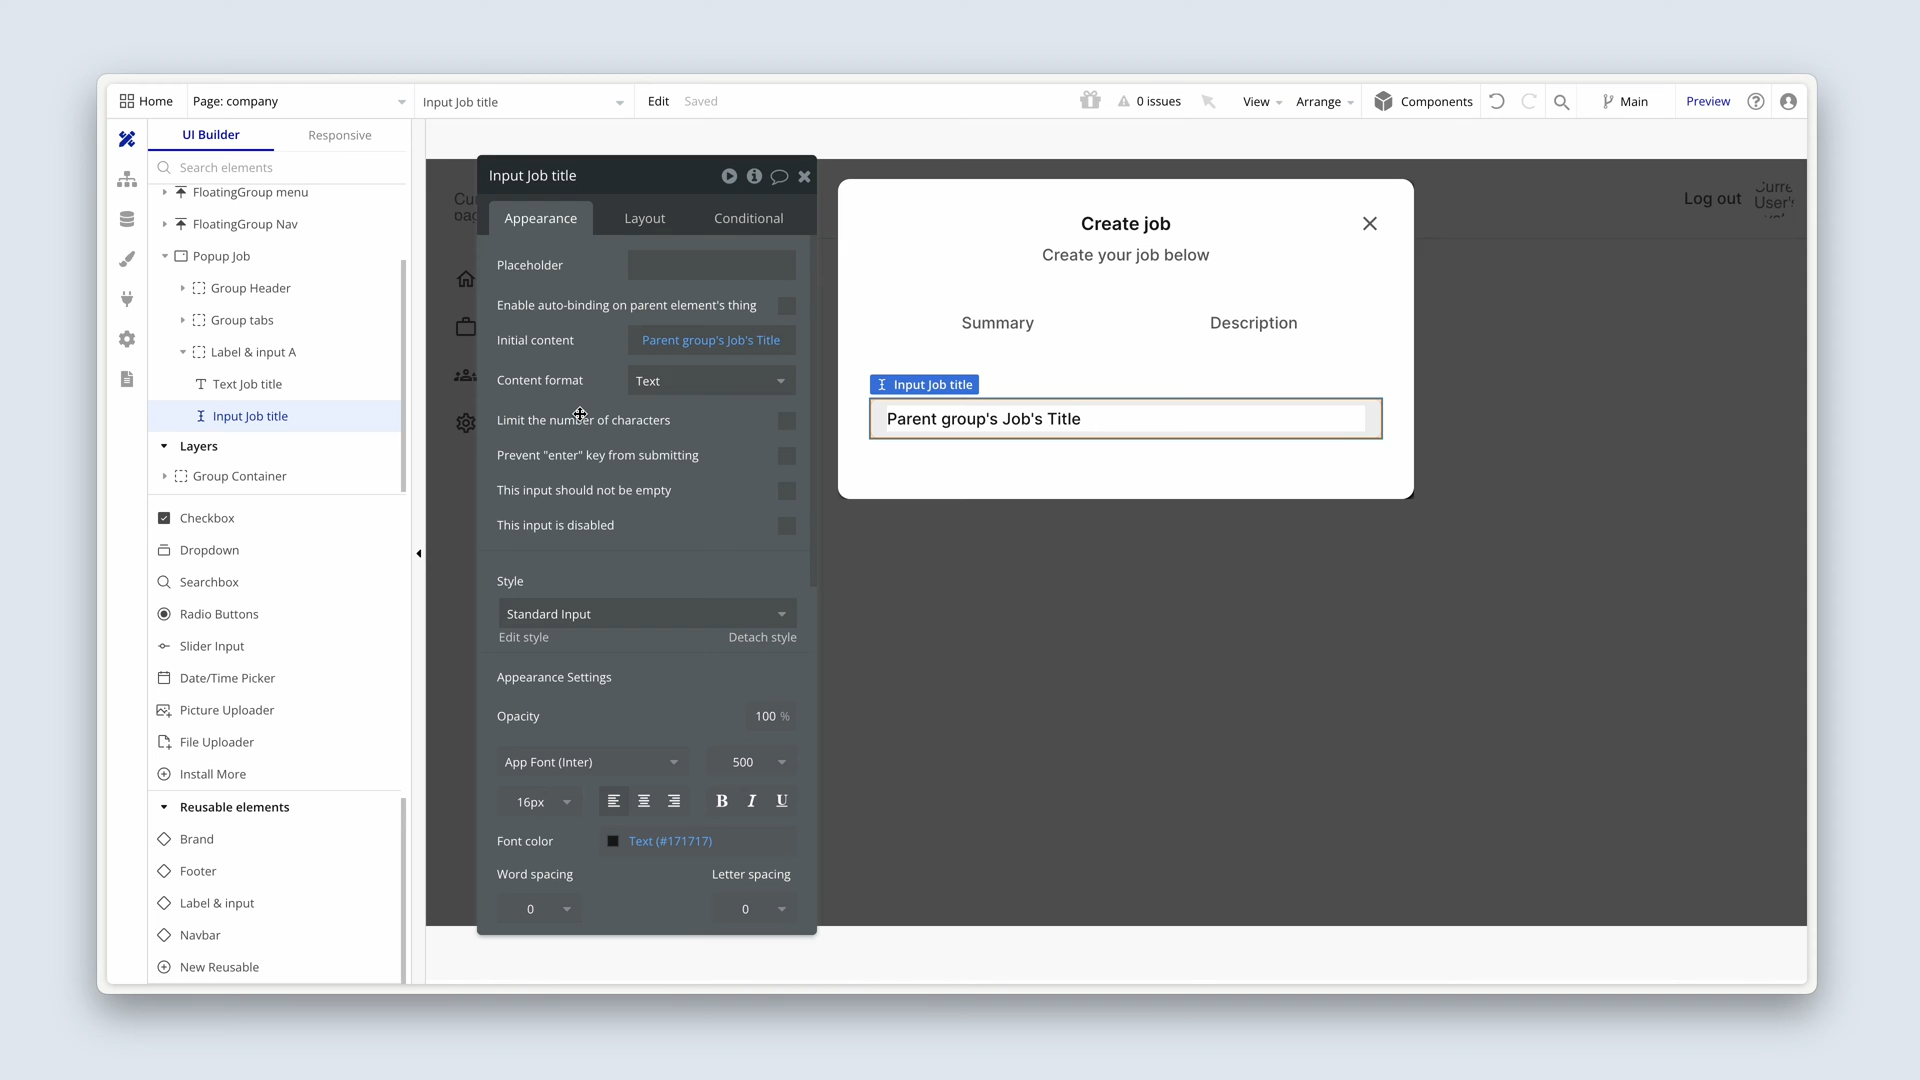 Home
Page: company
Input Job title
Edit
Saved
0 issues
View
Arrange
Components
Main
Preview
UI Builder
Responsive
Search elements
FloatingGroup menu
FloatingGroup Nav
Popup Job
Group Header
Group tabs
Label & input A
Text Job title
Input Job title
Layers
Group Container
Checkbox
Dropdown
Searchbox
Radio Buttons
Slider Input
Date/Time Picker
Picture Uploader
File Uploader
Install More
Reusable elements
Brand
Footer
Label & input
Navbar
New Reusable
Input Job title
Appearance
Layout
Conditional
Placeholder
Enable auto-binding on parent element's thing
Initial content
Parent group's Job's Title
Content format
Text
Limit the number of characters
Prevent "enter" key from submitting
This input should not be empty
This input is disabled
Style
Standard Input
Edit style
Detach style
Appearance Settings
Opacity
100 %
App Font (Inter)
500
16px
B I U
Font color
Text (#171717)
Word spacing
Letter spacing
0
0
Create job
Create your job below
Summary
Description
Input Job title
Parent group's Job's Title
Log out
User's